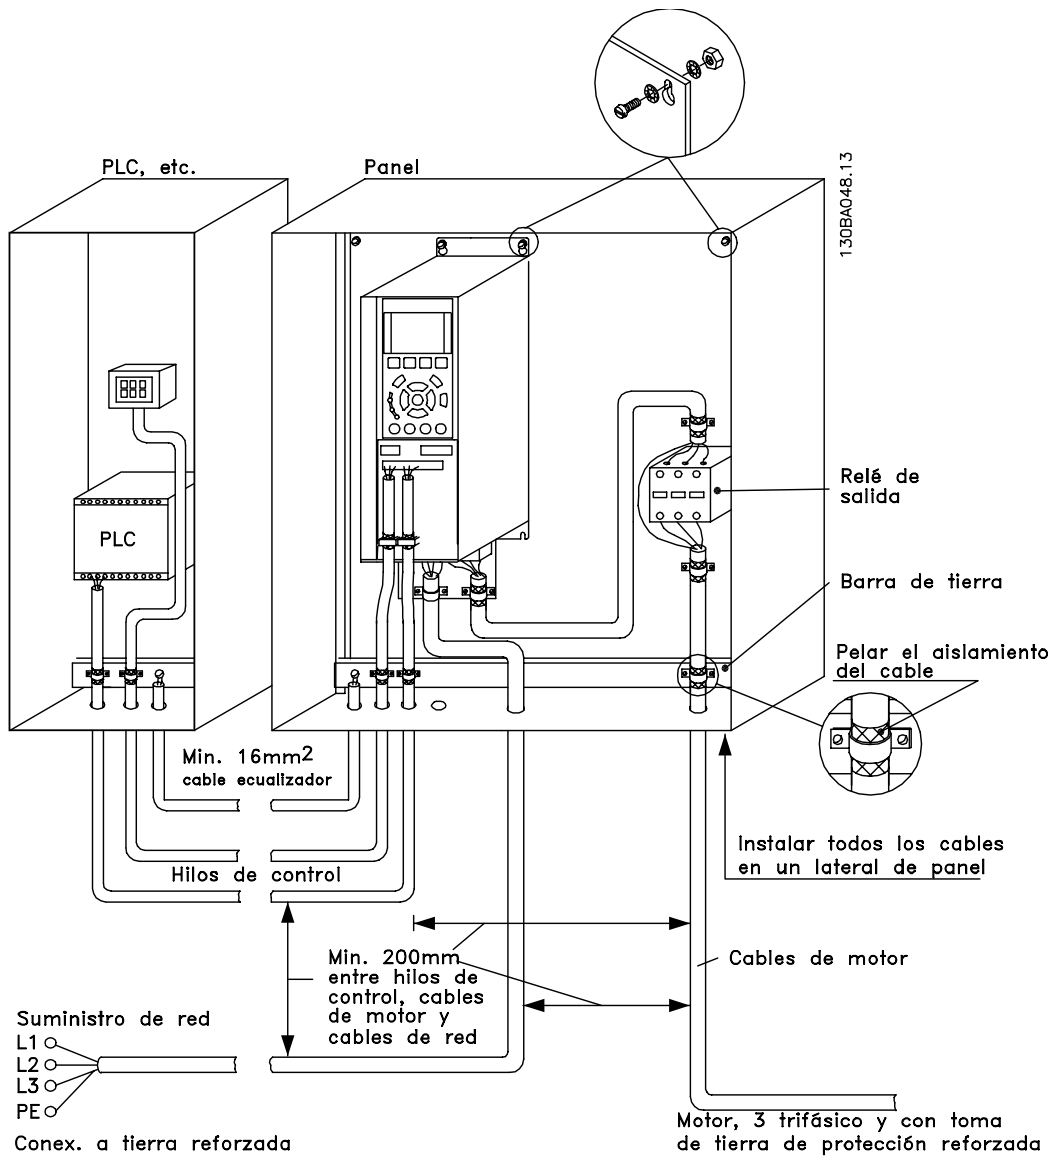 PLC, etc.
Panel
130BA048.13
PLC
Relé de
salida
Barra de tierra
Pelar el aislamiento
del cable
Min. 16mm2
cable ecualizador
Instalar todos los cables
en un lateral de panel
Hilos de control
Min. 200mm
entre hilos de
control, cables
de motor y
cables de red
Cables de motor
Suministro de red
L1
L2
L3
PE
Conex. a tierra reforzada
Motor, 3 trifásico y con toma
de tierra de protección reforzada